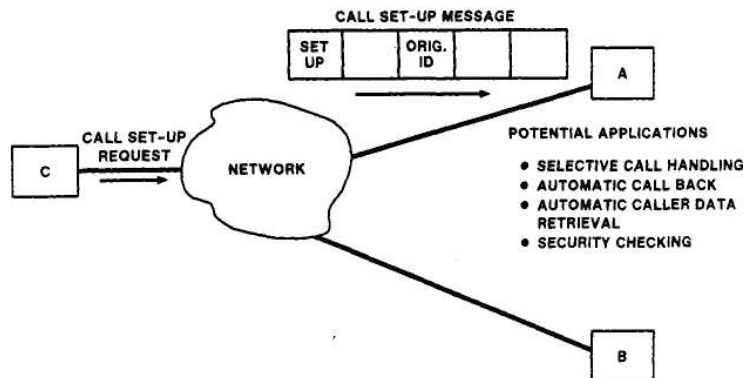 CALL SET-UP MESSAGE
SET
UP
ORIG.
ID
A
CALL SET-UP
REQUEST
C
NETWORK
POTENTIAL APPLICATIONS
• SELECTIVE CALL HANDLING
• AUTOMATIC CALL BACK
• AUTOMATIC CALLER DATA
RETRIEVAL
• SECURITY CHECKING
B